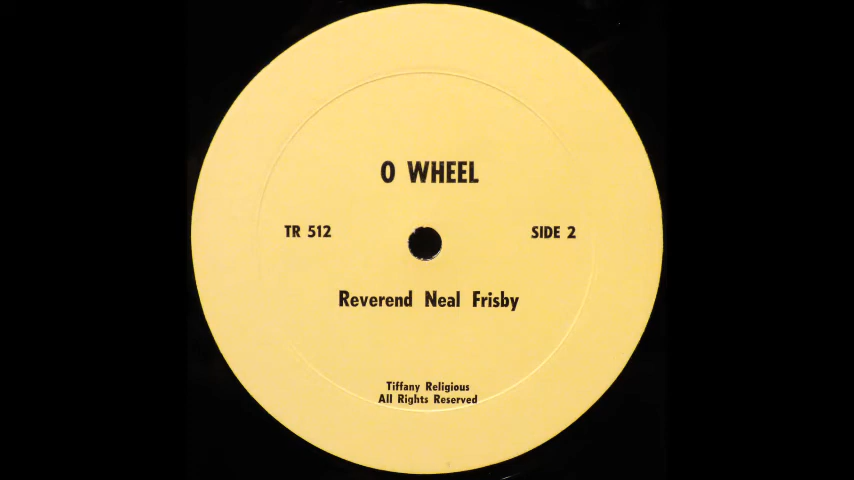 O WHEEL
TR 512
SIDE 2
Reverend Neal Frisby
Tiffany Religious
All Rights Reserved